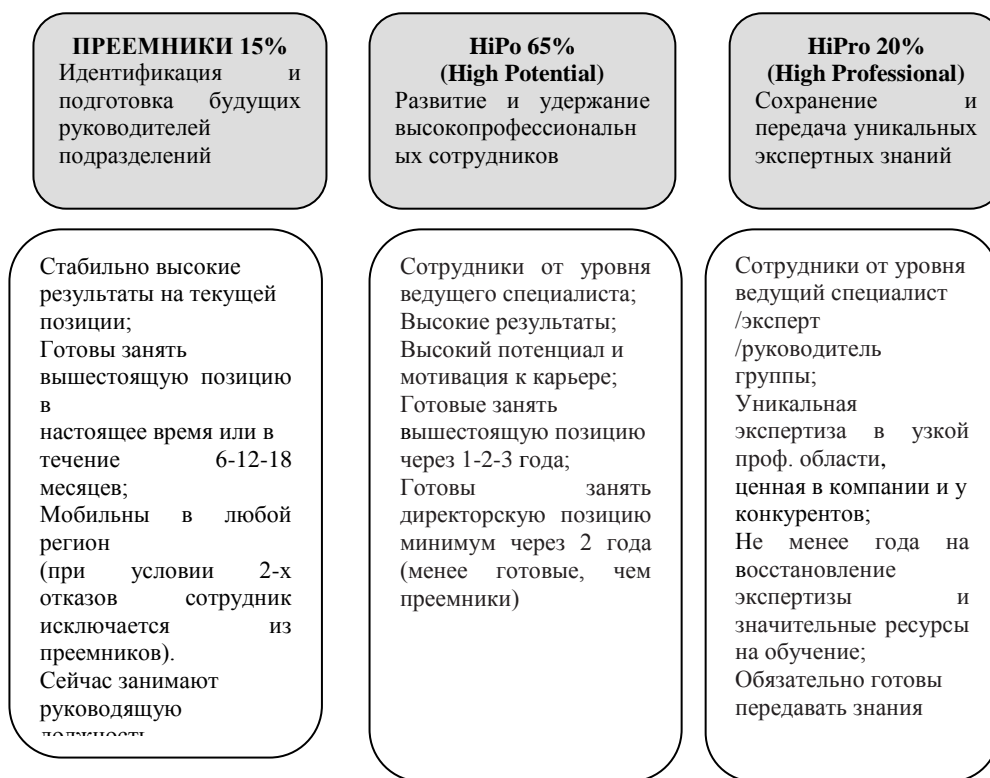 ПРЕЕМНИКИ 15%
Идентификация и
подготовка будущих
руководителей
подразделений
HiPo 65%
(High Potential)
Развитие и удержание
высокопрофессиональн
ых сотрудников
HiPro 20%
(High Professional)
Сохранение и
передача уникальных
экспертных знаний
Стабильно высокие
результаты на текущей
позиции;
Готовы занять
вышестоящую позицию
в
настоящее время или в
течение 6-12-18
месяцев;
Мобильны в любой
регион
(при условии 2-х
отказов сотрудник
исключается из
преемников).
Сейчас занимают
руководящую
должность
Сотрудники от уровня
ведущего специалиста;
Высокие результаты;
Высокий потенциал и
мотивация к карьере;
Готовые занять
вышестоящую позицию
через 1-2-3 года;
Готовы занять
директорскую позицию
минимум через 2 года
(менее готовые, чем
преемники)
Сотрудники от уровня
ведущий специалист
/эксперт
/руководитель
группы;
Уникальная
экспертиза в узкой
проф. области,
ценная в компании и у
конкурентов;
Не менее года на
восстановление
экспертизы и
значительные ресурсы
на обучение;
Обязательно готовы
передавать знания